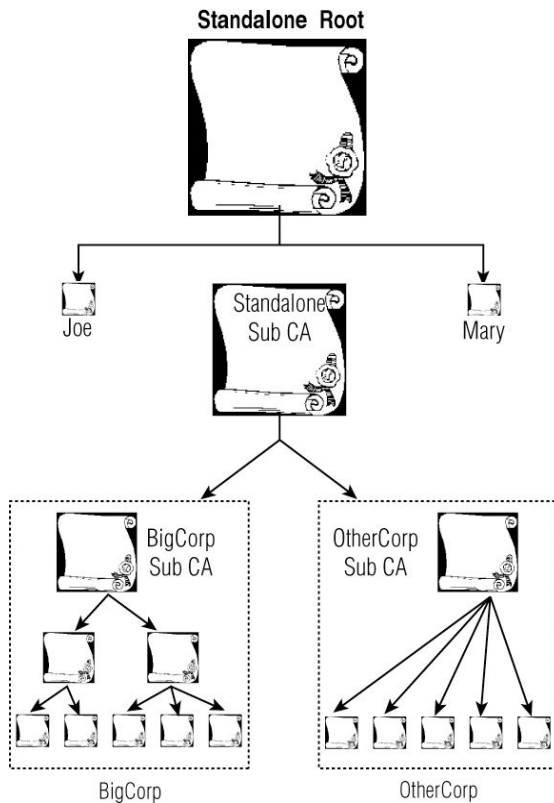 Standalone Root
Joe
Standalone
Sub CA
Mary
BigCorp
Sub CA
OtherCorp
Sub CA
BigCorp
OtherCorp